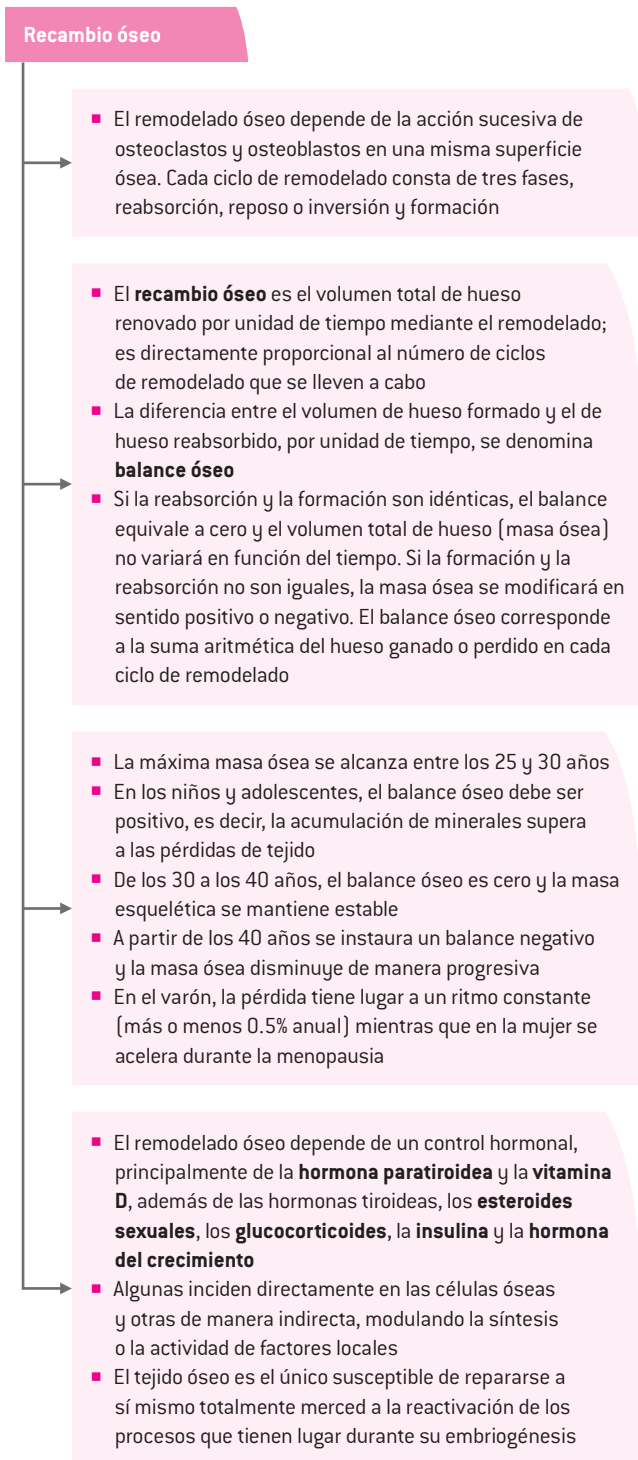 Recambio óseo
▪ El remodelado óseo depende de la acción sucesiva de
osteoclastos y osteoblastos en una misma superficie
ósea. Cada ciclo de remodelado consta de tres fases,
reabsorción, reposo o inversión y formación
▪ El recambio óseo es el volumen total de hueso
renovado por unidad de tiempo mediante el remodelado;
es directamente proporcional al número de ciclos
de remodelado que se lleven a cabo
▪ La diferencia entre el volumen de hueso formado y el de
hueso reabsorbido, por unidad de tiempo, se denomina
balance óseo
▪ Si la reabsorción y la formación son idénticas, el balance
equivale a cero y el volumen total de hueso (masa ósea)
no variará en función del tiempo. Si la formación y la
reabsorción no son iguales, la masa ósea se modificará en
sentido positivo o negativo. El balance óseo corresponde
a la suma aritmética del hueso ganado o perdido en cada
ciclo de remodelado
▪ La máxima masa ósea se alcanza entre los 25 y 30 años
▪ En los niños y adolescentes, el balance óseo debe ser
positivo, es decir, la acumulación de minerales supera
a las pérdidas de tejido
▪ De los 30 a los 40 años, el balance óseo es cero y la masa
esquelética se mantiene estable
▪ A partir de los 40 años se instaura un balance negativo
y la masa ósea disminuye de manera progresiva
▪ En el varón, la pérdida tiene lugar a un ritmo constante
(más o menos 0.5% anual) mientras que en la mujer se
acelera durante la menopausia
▪ El remodelado óseo depende de un control hormonal,
principalmente de la hormona paratiroidea y la vitamina
D, además de las hormonas tiroideas, los esteroides
sexuales, los glucocorticoides, la insulina y la hormona
del crecimiento
▪ Algunas inciden directamente en las células óseas
y otras de manera indirecta, modulando la síntesis
o la actividad de factores locales
▪ El tejido óseo es el único susceptible de repararse a
sí mismo totalmente merced a la reactivación de los
procesos que tienen lugar durante su embriogénesis